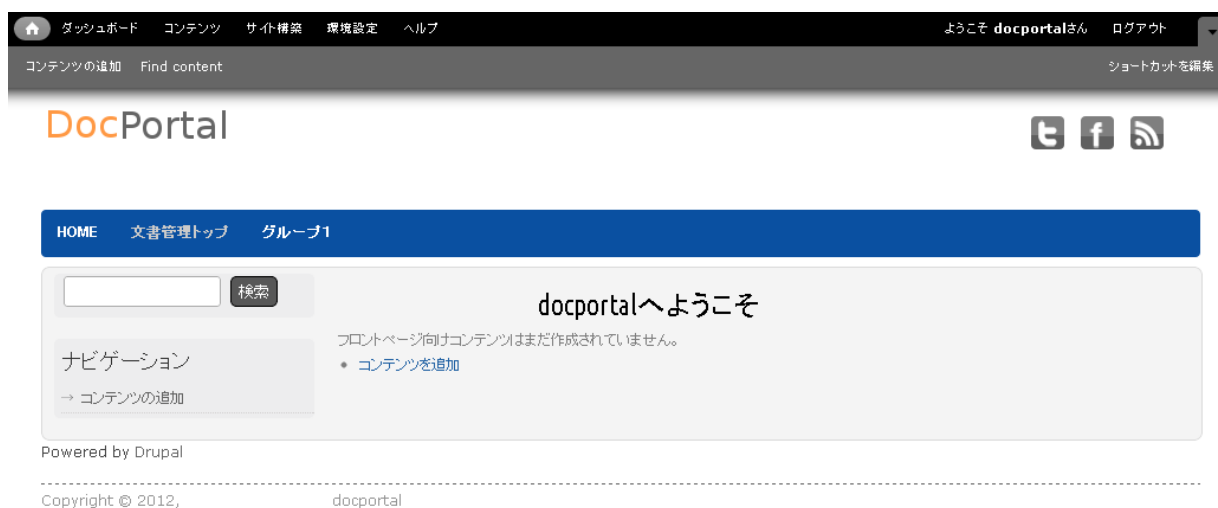 ダッシュボード コンテンツ サイト構築 環境設定 ヘルプ ようこそ docportalさん ログアウト
コンテンツの追加 Find content ショートカットを編集
DocPortal
HOME 文書管理トップ グループ1
検索
docportalへようこそ
フロントページ向けコンテンツはまだ作成されていません。
コンテンツを追加
ナビゲーション
→ コンテンツの追加
Powered by Drupal
Copyright © 2012, docportal